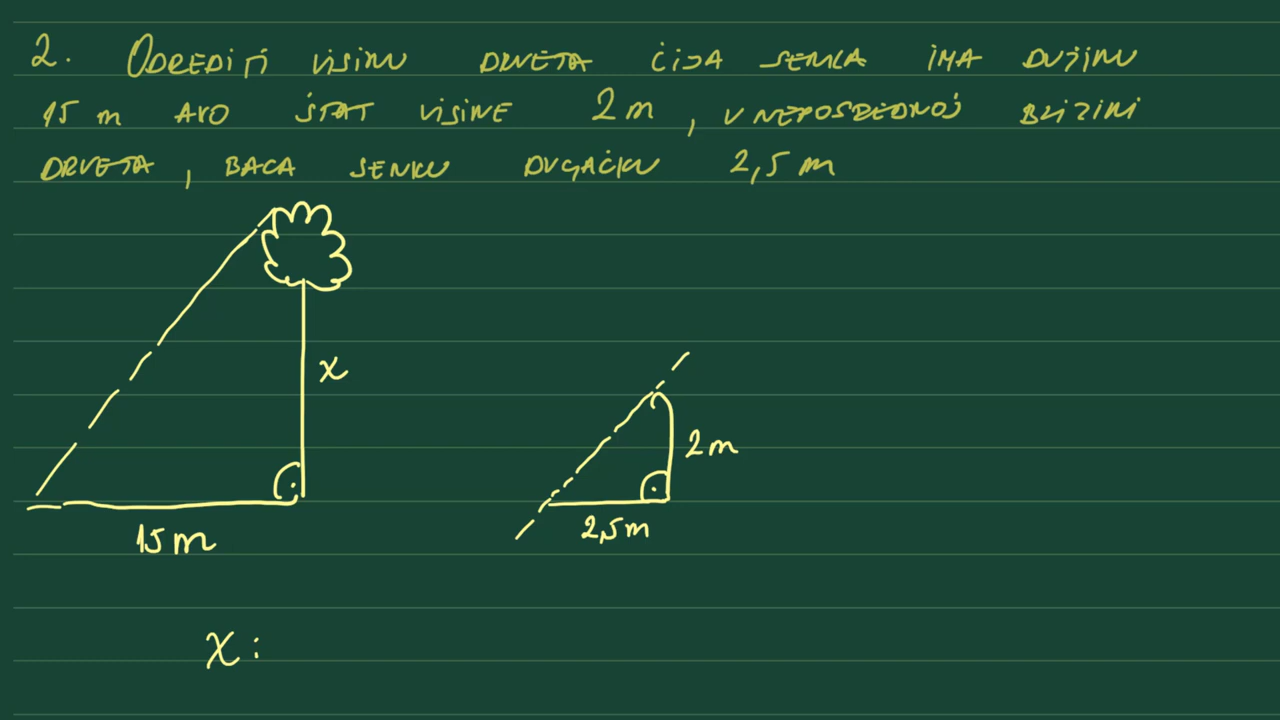 2. ODREDITI VISINU DRVETA ČIJA SENKA IMA DUŽINU
15 m AKO ŠTAP VISINE 2m, U NEPOSREDNOJ BLIZINI
DRVETA, BACA SENKU DUGAČKU 2,5 m
x
2m
15 m
2,5m
x :